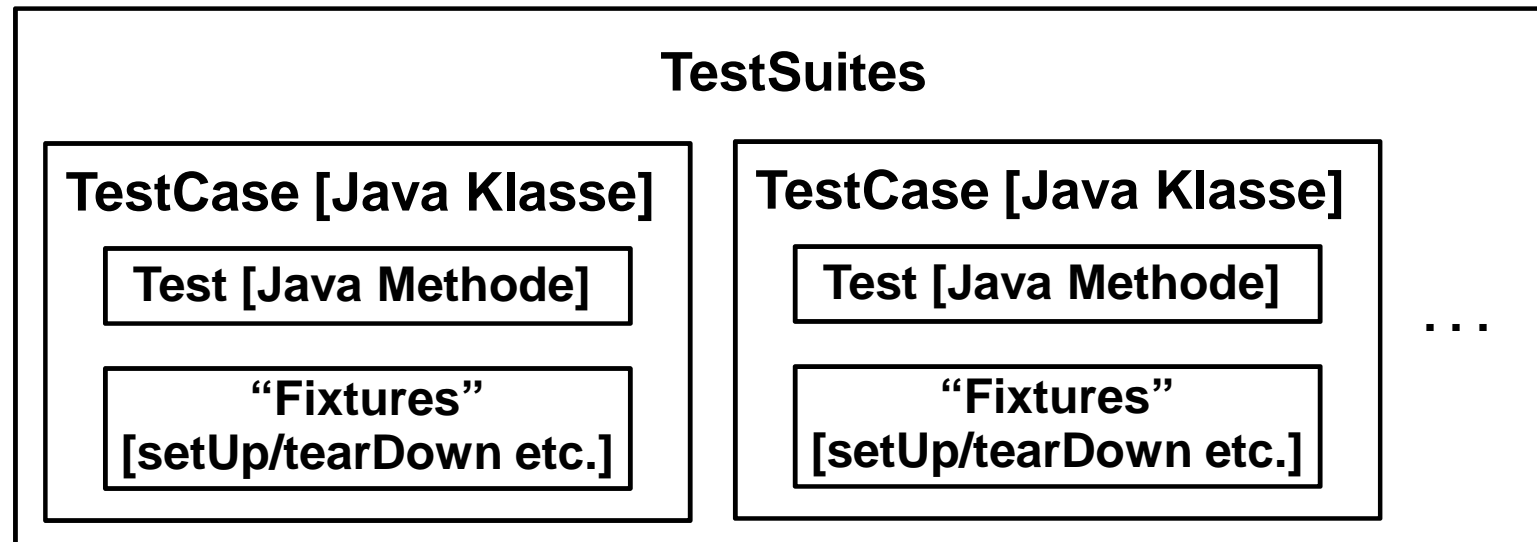 TestSuites
TestCase [Java Klasse]
Test [Java Methode]
“Fixtures”
[setUp/tearDown etc.]
TestCase [Java Klasse]
Test [Java Methode]
“Fixtures”
[setUp/tearDown etc.]
. . .